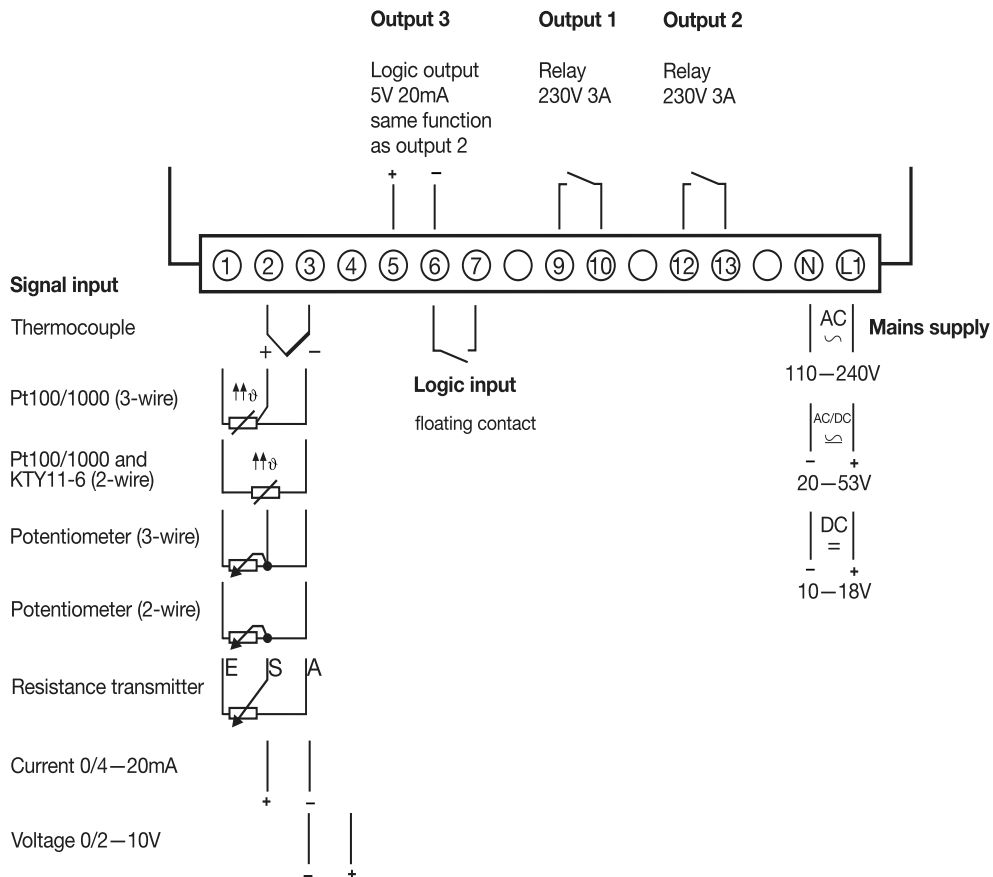 Output 3
Output 1
Output 2
Logic output
5V 20mA
same function
as output 2
Relay
230V 3A
Relay
230V 3A
+ −
1 2 3 4 5 6 7 9 10 12 13 N L1
Signal input
Thermocouple
+ −
Logic input
floating contact
AC
Mains supply
110—240V
Pt100/1000 (3-wire)
ϑ
AC/DC
− +
20—53V
Pt100/1000 and
KTY11-6 (2-wire)
ϑ
DC
=
− +
10—18V
Potentiometer (3-wire)
Potentiometer (2-wire)
Resistance transmitter
E S A
Current 0/4—20mA
+ −
Voltage 0/2—10V
− +